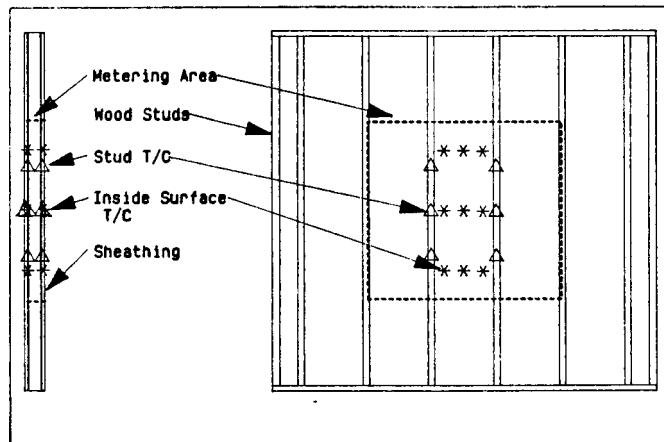 Metering Area
Wood Studs
Stud T/C
Inside Surface
T/C
Sheathing